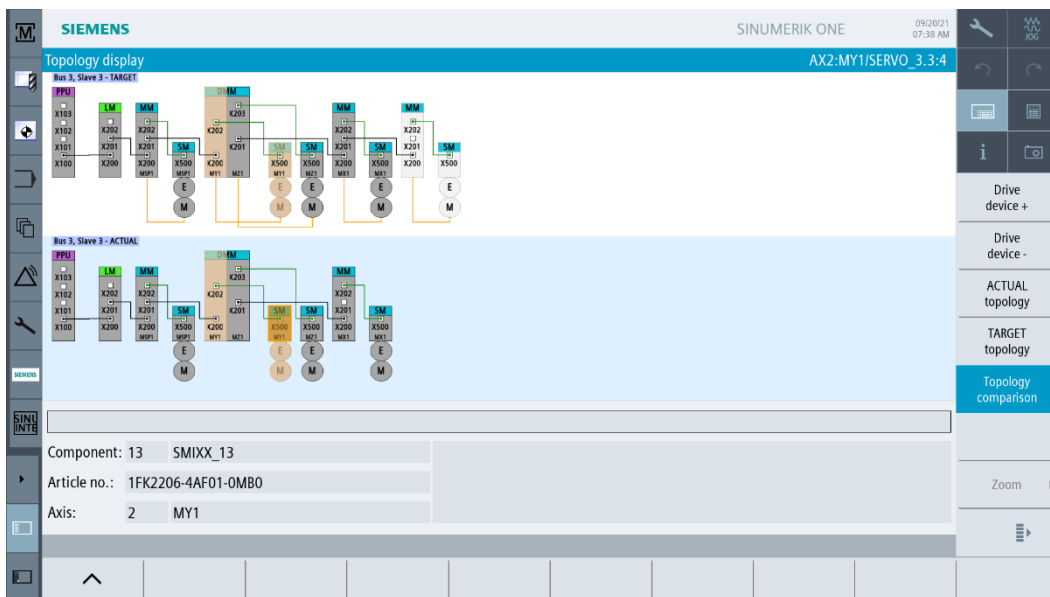 SIEMENS
SINUMERIK ONE
09/20/21
07:38 AM
M
JOG
Topology display
AX2:MY1/SERVO_3.3:4
Bus 3, Slave 3 - TARGET
PPU
DMM
LM
MM
MM
MM
X103
X102
X101
X100
X202
X201
X200
X202
X201
X200
MSP1
SM
X500
MSP1
E
M
X202
X200
MY1
X203
X201
MZ1
SM
X500
MY1
E
M
SM
X500
MZ1
E
M
X202
X201
X200
MX1
SM
X500
MX1
E
M
X202
X201
X200
SM
X500
E
M
Bus 3, Slave 3 - ACTUAL
PPU
DMM
LM
MM
MM
X103
X102
X101
X100
X202
X201
X200
X202
X201
X200
MSP1
SM
X500
MSP1
E
M
X202
X200
MY1
X203
X201
MZ1
SM
X500
MY1
E
M
SM
X500
MZ1
E
M
X202
X201
X200
MX1
SM
X500
MX1
E
M
Component: 13 SMIXX_13
Article no.: 1FK2206-4AF01-0MB0
Axis: 2 MY1
Drive
device +
Drive
device -
ACTUAL
topology
TARGET
topology
Topology
comparison
Zoom
i
SIEMENS
SINU
INTE